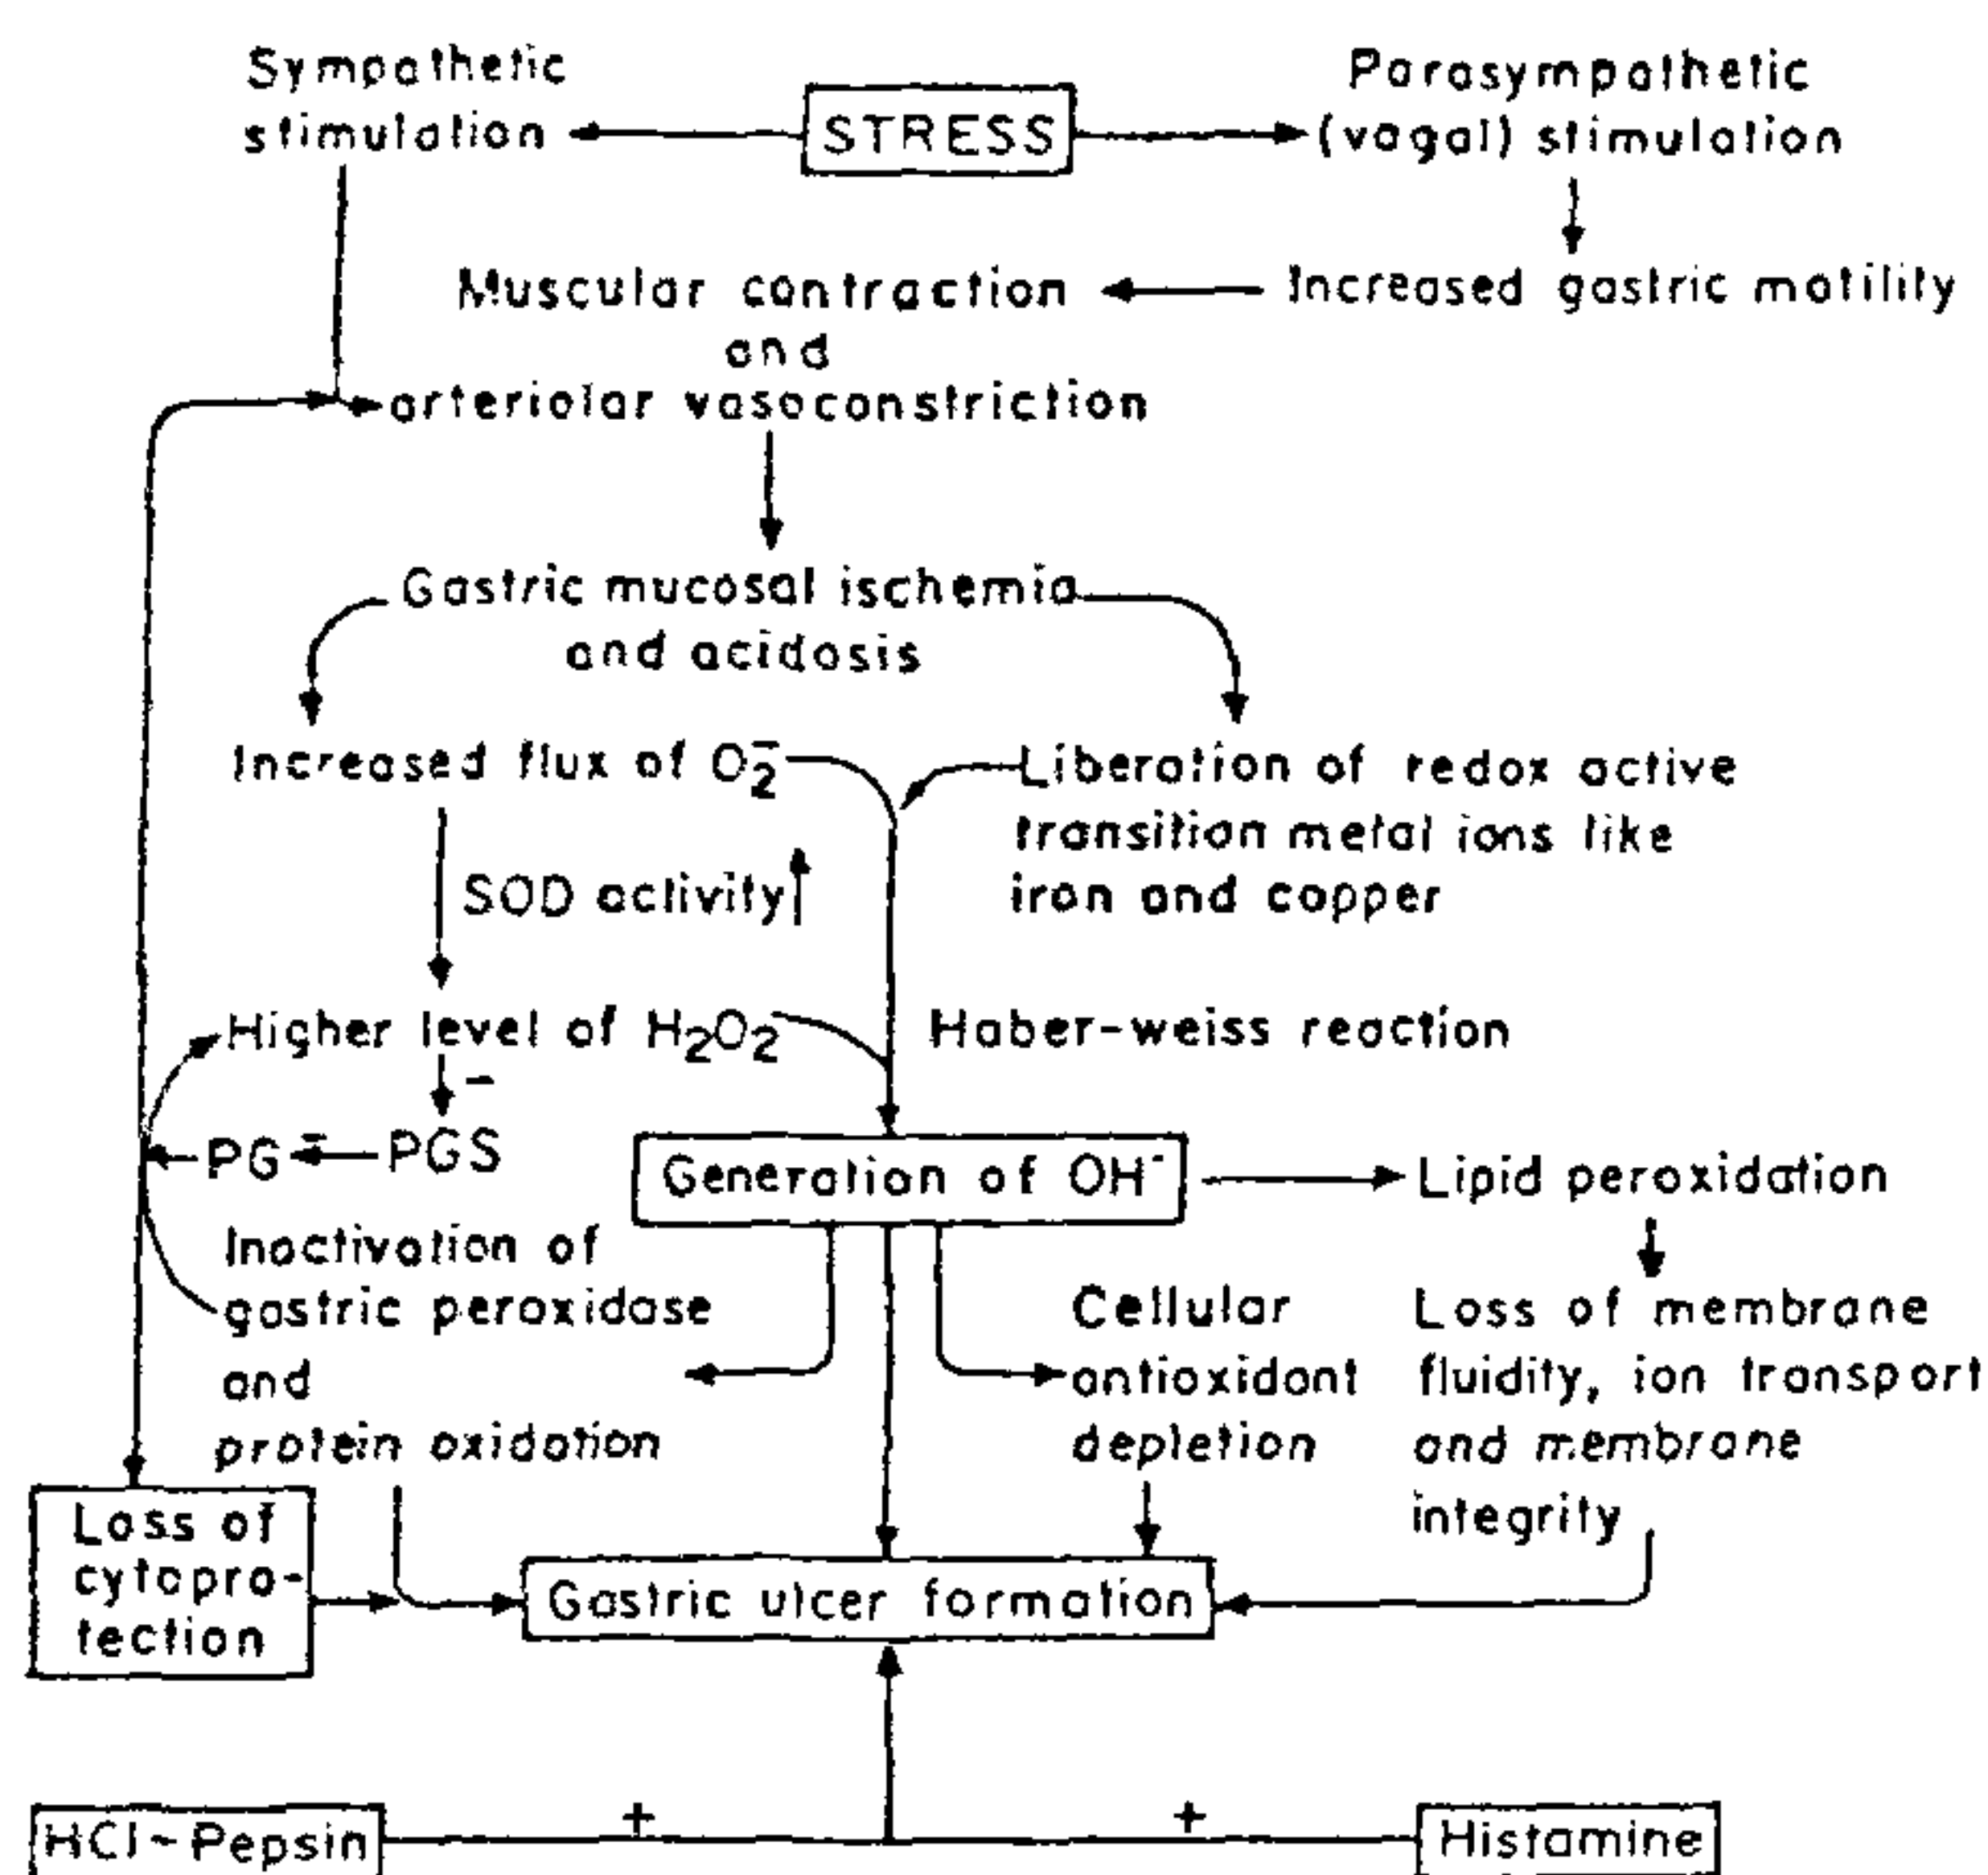 Sympathetic
stimulation
STRESS
Parasympathetic
(vagal) stimulation
Muscular contraction
and
arteriolar vasoconstriction
Increased gastric motility
Gastric mucosal ischemia
and acidosis
Increased flux of O₂⁻
Liberation of redox active
transition metal ions like
iron and copper
SOD activity↑
Higher level of H₂O₂
Haber-weiss reaction
−
PG
−
PGS
Generation of OH⁻
Lipid peroxidation
Inactivation of
gastric peroxidase
and
protein oxidation
Cellular
antioxidant
depletion
Loss of membrane
fluidity, ion transport
and membrane
integrity
Loss of
cytopro-
tection
Gastric ulcer formation
HCl-Pepsin
+
+
Histamine